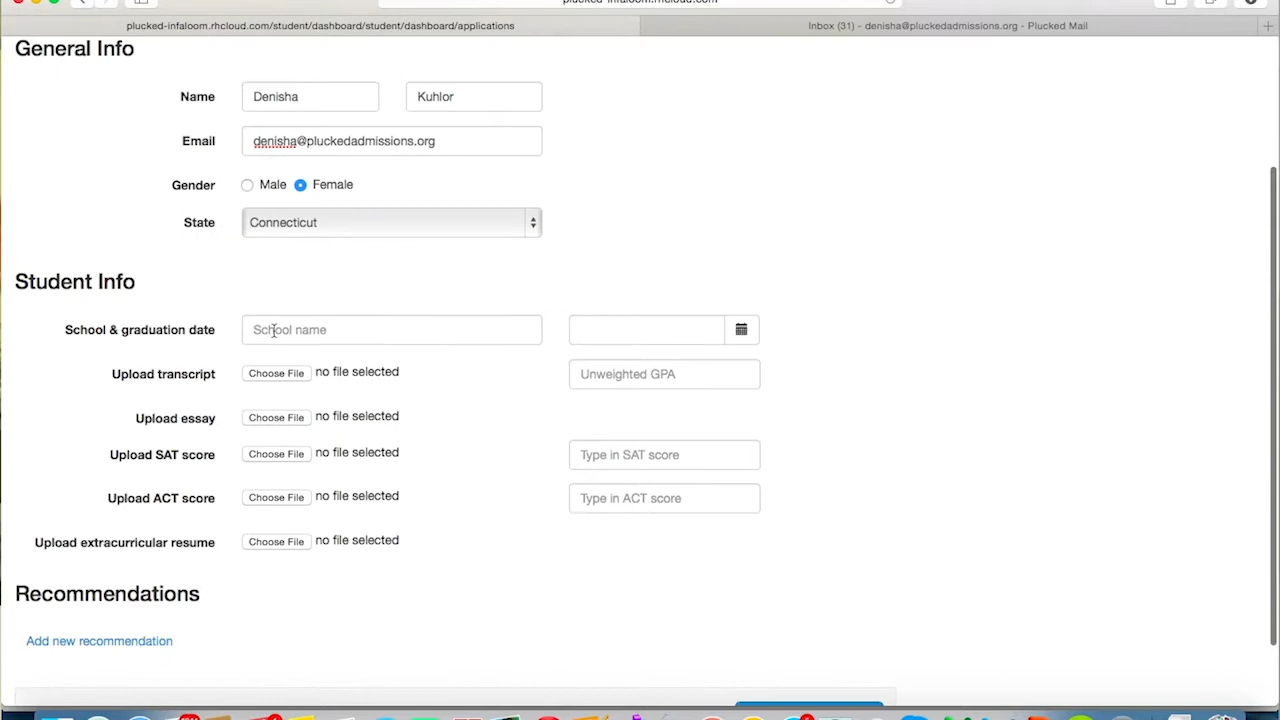 plucked-infaloom.rhcloud.com
plucked-infaloom.rhcloud.com/student/dashboard/student/dashboard/applications
Inbox (31) - denisha@pluckedadmissions.org - Plucked Mail
General Info
Name Denisha Kuhlor
Email denisha@pluckedadmissions.org
Gender Male Female
State Connecticut
Student Info
School & graduation date School name
Upload transcript Choose File no file selected Unweighted GPA
Upload essay Choose File no file selected
Upload SAT score Choose File no file selected Type in SAT score
Upload ACT score Choose File no file selected Type in ACT score
Upload extracurricular resume Choose File no file selected
Recommendations
Add new recommendation